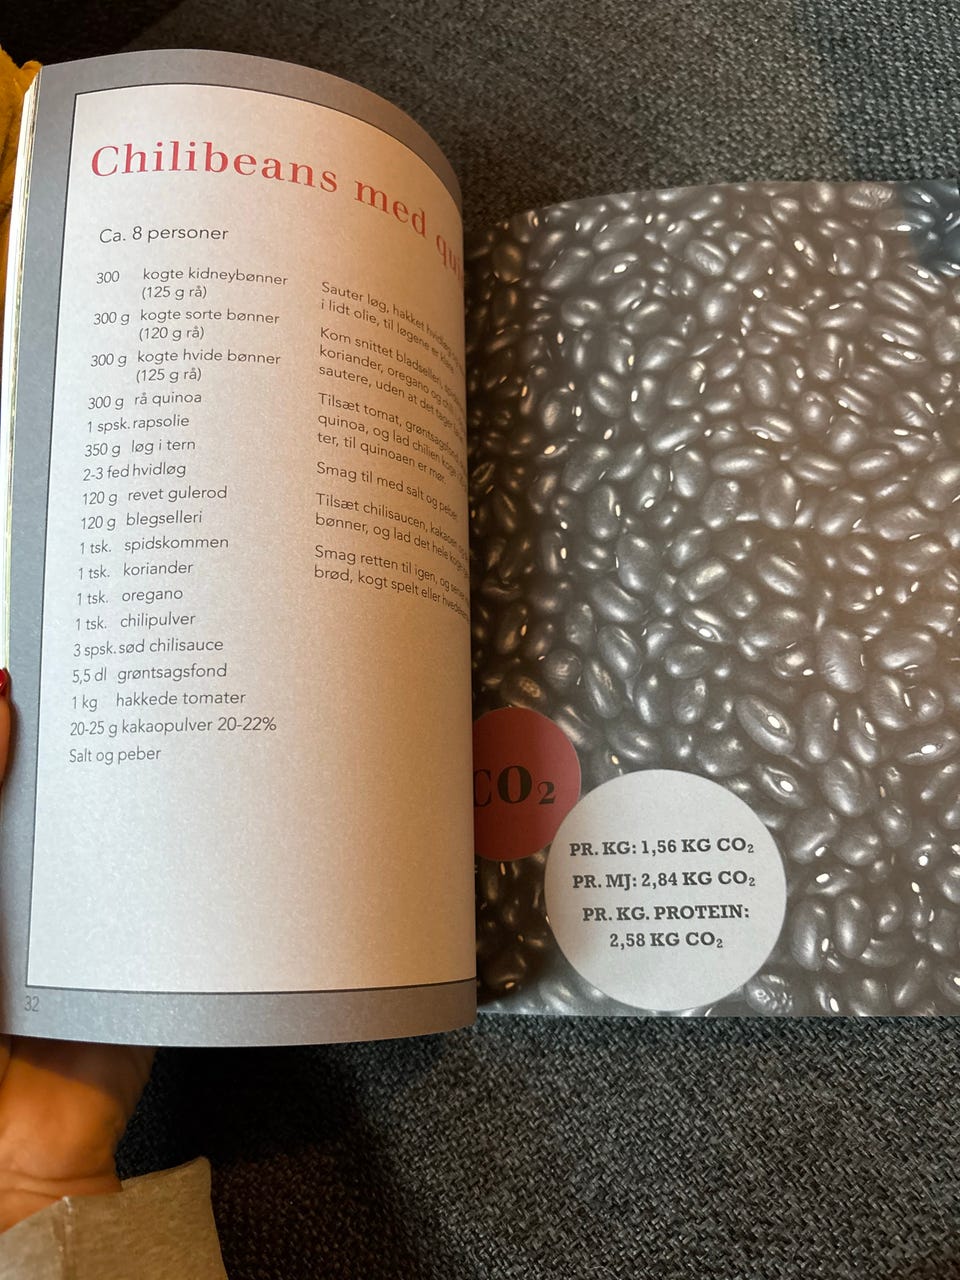 Chilibeans med
Ca. 8 personer
300 kogte kidneybønner
(125 g rå)
300 g kogte sorte bønner
(120 g rå)
300 g kogte hvide bønner
(125 g rå)
300 g rå quinoa
1 spsk. rapsolie
350 g løg i tern
2-3 fed hvidløg
120 g revet gulerod
120 g blegselleri
1 tsk. spidskommen
1 tsk. koriander
1 tsk. oregano
1 tsk. chilipulver
3 spsk. sød chilisauce
5,5 dl grøntsagsfond
1 kg hakkede tomater
20-25 g kakaopulver 20-22%
Salt og peber
Sauter løg, hakket hvidløg
i lidt olie, til løgene er klare
Kom snittet bladselleri,
koriander, oregano og chili
sautere, uden at det tager
Tilsæt tomat, grøntsagsfond
quinoa, og lad chilien koge
ter, til quinoaen er mør.
Smag til med salt og peber.
Tilsæt chilisaucen, kakaoen og
bønner, og lad det hele koge
Smag retten til igen, og server
brød, kogt spelt eller
32
CO₂
PR. KG: 1,56 KG CO₂
PR. MJ: 2,84 KG CO₂
PR. KG. PROTEIN:
2,58 KG CO₂